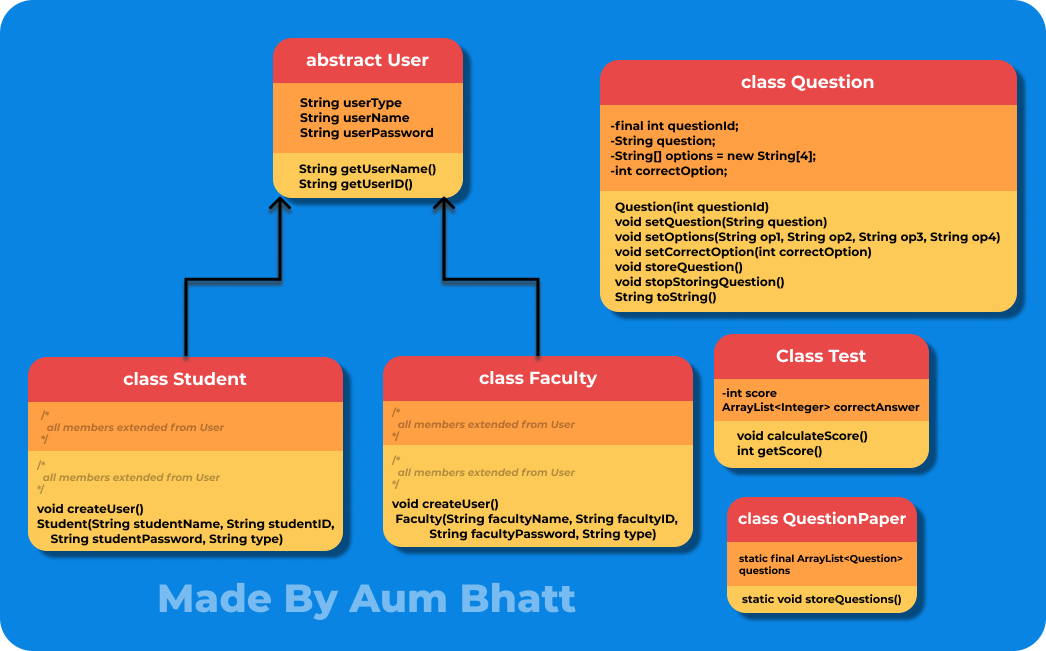 abstract User
String userType
String userName
String userPassword
String getUserName()
String getUserID()
class Question
-final int questionId;
-String question;
-String[] options = new String[4];
-int correctOption;
Question(int questionId)
void setQuestion(String question)
void setOptions(String op1, String op2, String op3, String op4)
void setCorrectOption(int correctOption)
void storeQuestion()
void stopStoringQuestion()
String toString()
class Student
/*
all members extended from User
*/
/*
all members extended from User
*/
void createUser()
Student(String studentName, String studentID,
String studentPassword, String type)
class Faculty
/*
all members extended from User
*/
/*
all members extended from User
*/
void createUser()
Faculty(String facultyName, String facultyID,
String facultyPassword, String type)
Class Test
-int score
ArrayList<Integer> correctAnswer
void calculateScore()
int getScore()
class QuestionPaper
static final ArrayList<Question>
questions
static void storeQuestions()
Made By Aum Bhatt